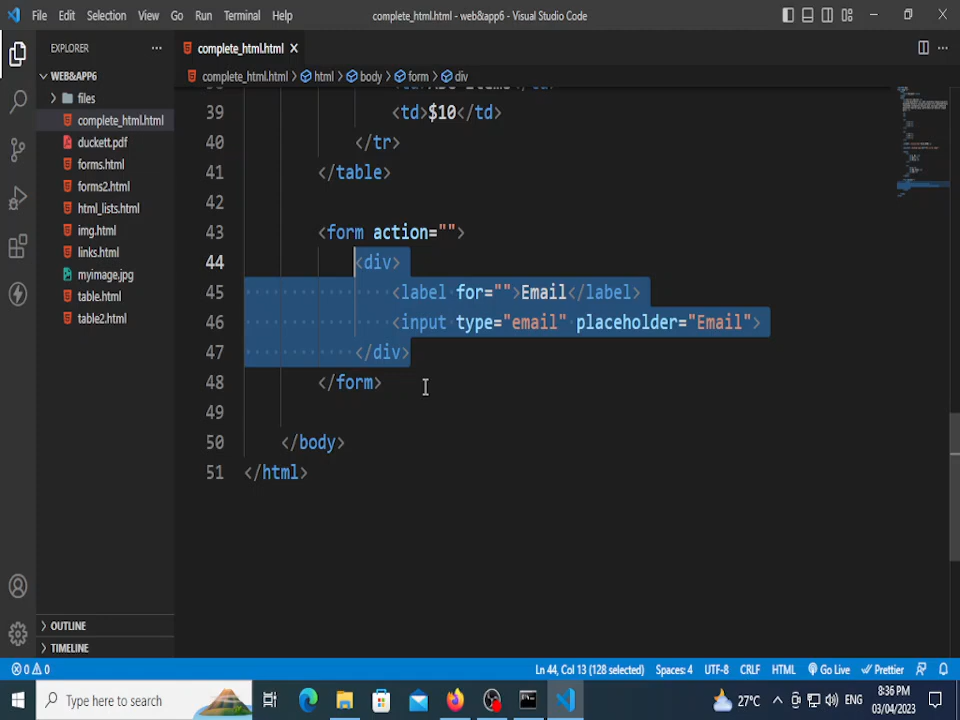 File Edit Selection View Go Run Terminal Help complete_html.html - web&app6 - Visual Studio Code
EXPLORER
complete_html.html
WEB&APP6
complete_html.html > html > body > form > div
files
complete_html.html
duckett.pdf
forms.html
forms2.html
html_lists.html
img.html
links.html
myimage.jpg
table.html
table2.html
39 <td>$10</td>
40 </tr>
41 </table>
42
43 <form action="">
44 <div>
45 <label for="">Email</label>
46 <input type="email" placeholder="Email">
47 </div>
48 </form>
49
50 </body>
51 </html>
OUTLINE
TIMELINE
0 0 Ln 44, Col 13 (128 selected) Spaces: 4 UTF-8 CRLF HTML Go Live Prettier
Type here to search 27°C ENG 8:36 PM
03/04/2023